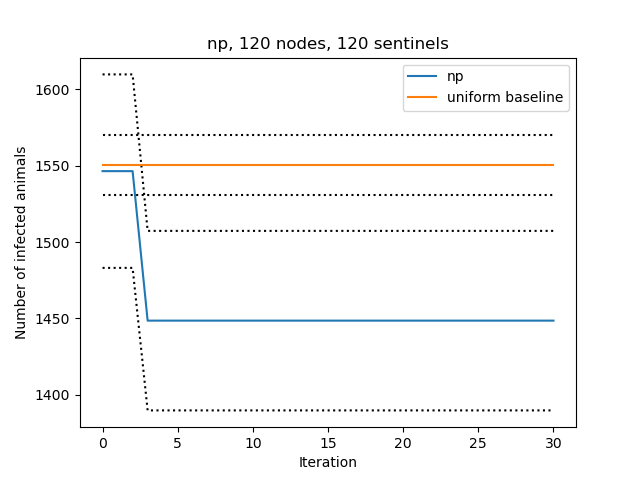 np, 120 nodes, 120 sentinels
np
uniform baseline
Number of infected animals
1600
1550
1500
1450
1400
0 5 10 15 20 25 30
Iteration